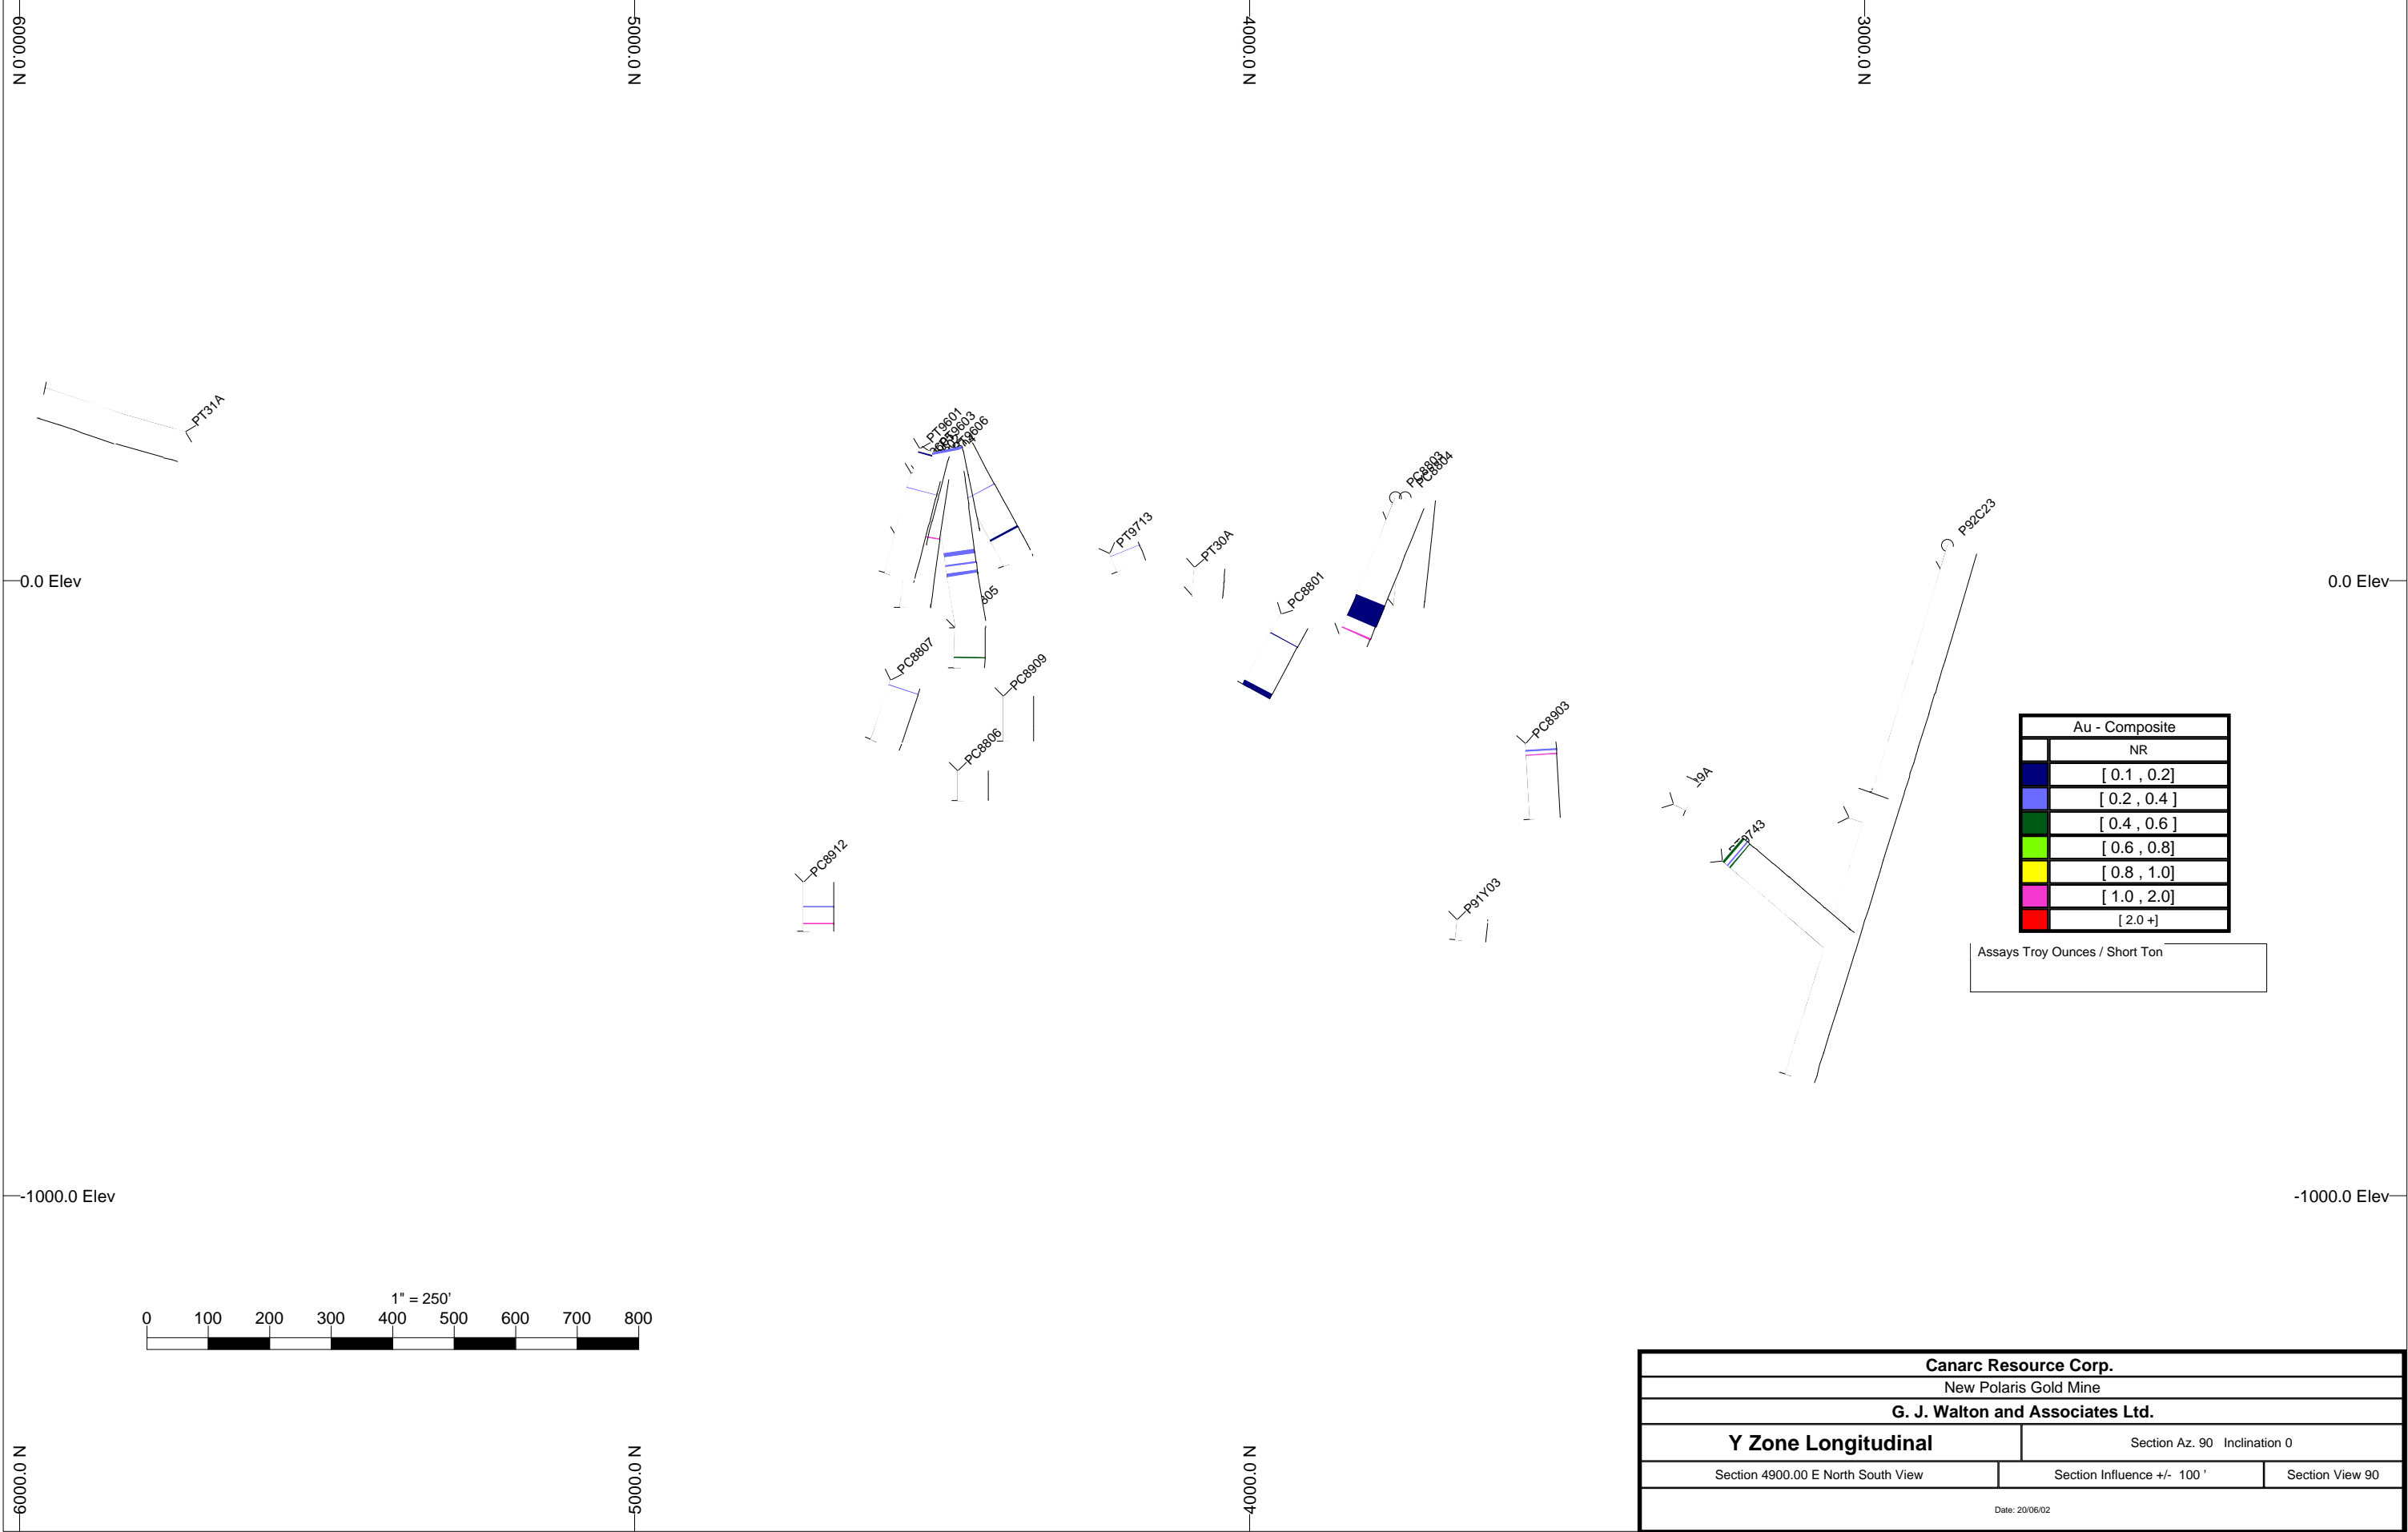 6000.0 N
5000.0 N
4000.0 N
3000.0 N
PT31A
PT9601
PT9603
PT9606
PC8803
PC8804
P92C23
PT9713
PT30A
0.0 Elev
0.0 Elev
PC8801
PC8807
PC8909
PC8903
PC8806
PC8912
P91Y03
Au - Composite
NR
[ 0.1 , 0.2]
[ 0.2 , 0.4 ]
[ 0.4 , 0.6 ]
[ 0.6 , 0.8]
[ 0.8 , 1.0]
[ 1.0 , 2.0]
[ 2.0 +]
Assays Troy Ounces / Short Ton
-1000.0 Elev
-1000.0 Elev
1" = 250'
0 100 200 300 400 500 600 700 800
Canarc Resource Corp.
New Polaris Gold Mine
G. J. Walton and Associates Ltd.
Y Zone Longitudinal
Section Az. 90 Inclination 0
Section 4900.00 E North South View
Section Influence +/- 100 '
Section View 90
Date: 20/06/02
6000.0 N
5000.0 N
4000.0 N